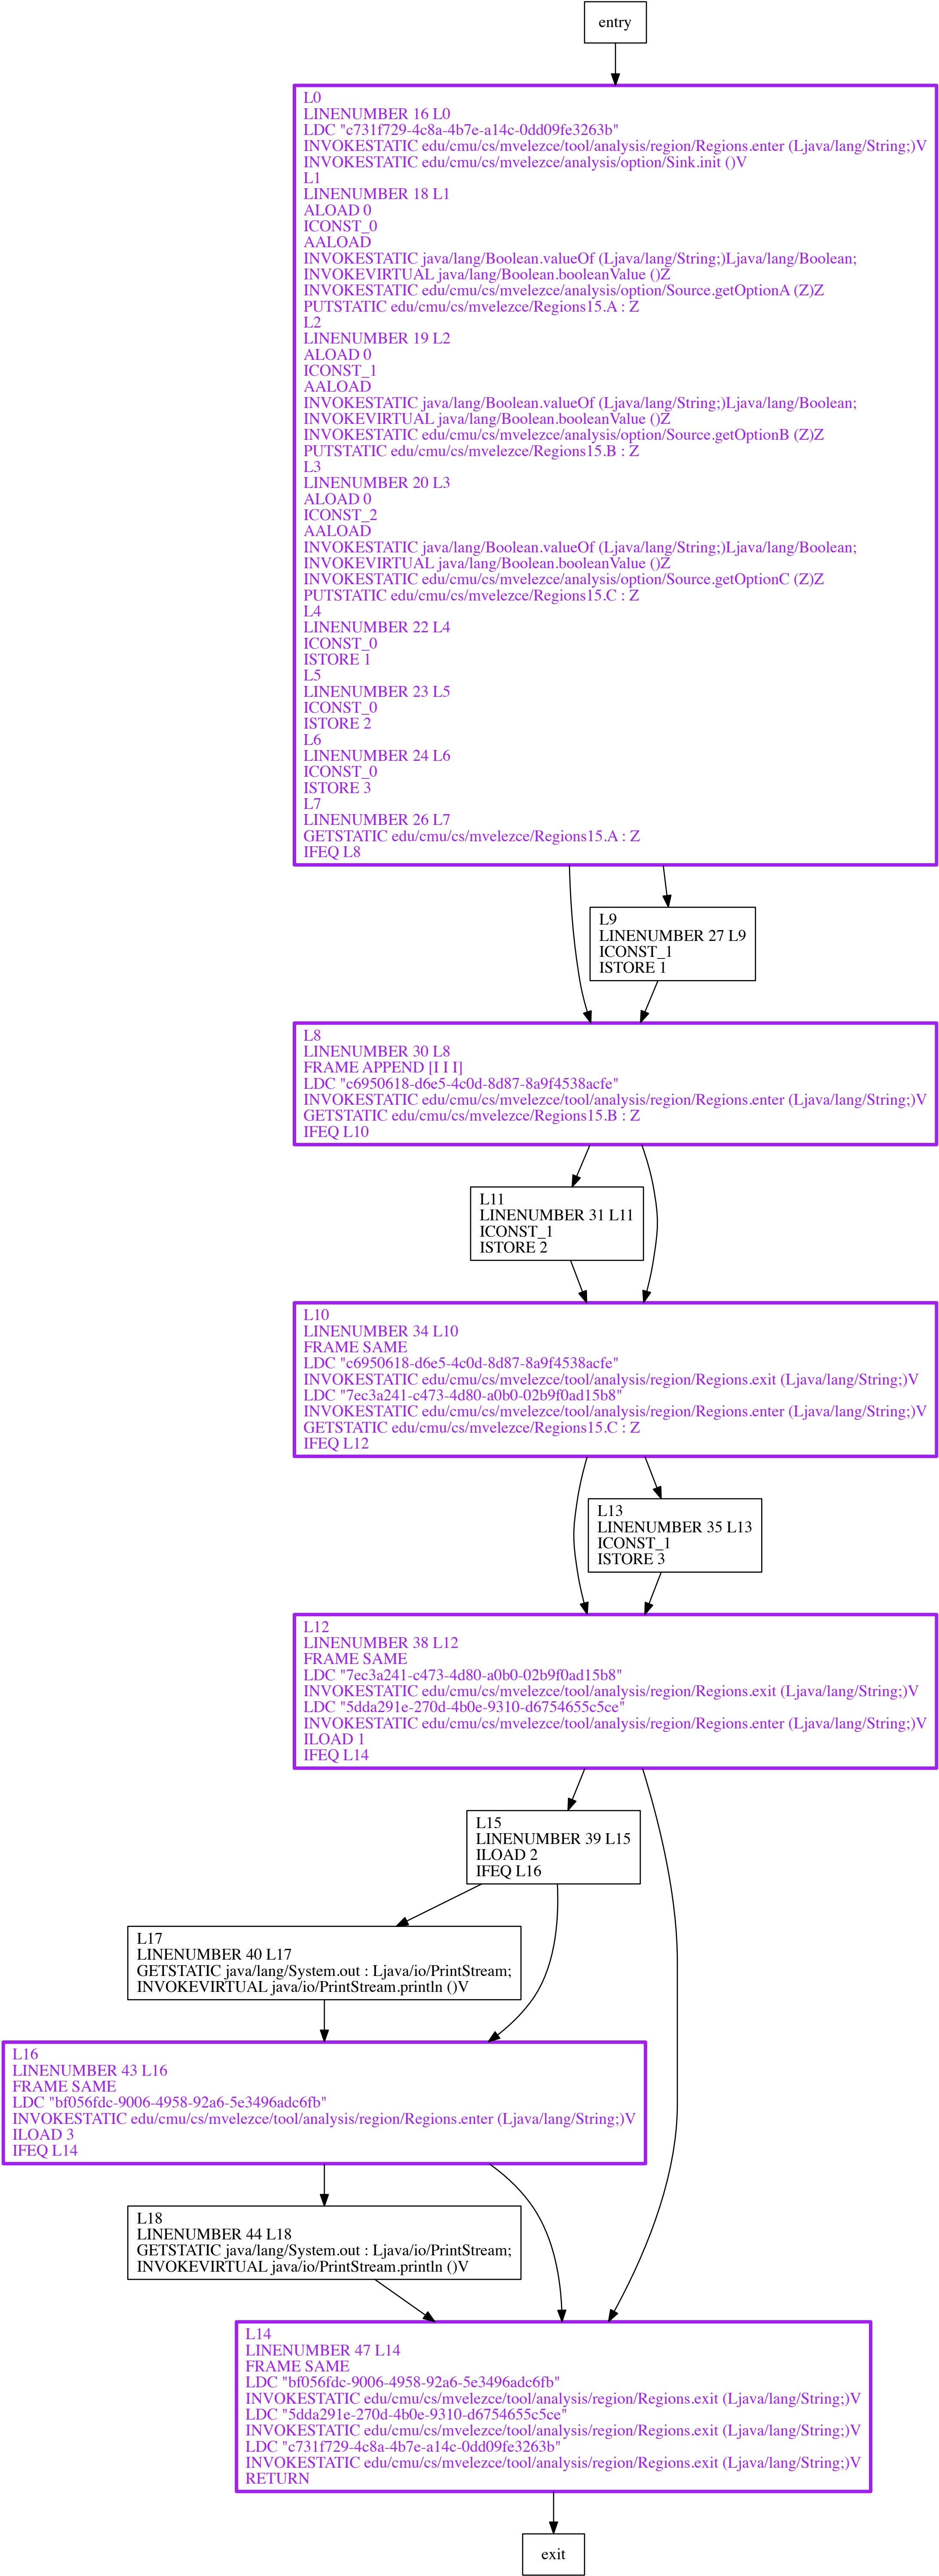 entry
L0
LINENUMBER 16 L0
LDC "c731f729-4c8a-4b7e-a14c-0dd09fe3263b"
INVOKESTATIC edu/cmu/cs/mvelezce/tool/analysis/region/Regions.enter (Ljava/lang/String;)V
INVOKESTATIC edu/cmu/cs/mvelezce/analysis/option/Sink.init ()V
L1
LINENUMBER 18 L1
ALOAD 0
ICONST_0
AALOAD
INVOKESTATIC java/lang/Boolean.valueOf (Ljava/lang/String;)Ljava/lang/Boolean;
INVOKEVIRTUAL java/lang/Boolean.booleanValue ()Z
INVOKESTATIC edu/cmu/cs/mvelezce/analysis/option/Source.getOptionA (Z)Z
PUTSTATIC edu/cmu/cs/mvelezce/Regions15.A : Z
L2
LINENUMBER 19 L2
ALOAD 0
ICONST_1
AALOAD
INVOKESTATIC java/lang/Boolean.valueOf (Ljava/lang/String;)Ljava/lang/Boolean;
INVOKEVIRTUAL java/lang/Boolean.booleanValue ()Z
INVOKESTATIC edu/cmu/cs/mvelezce/analysis/option/Source.getOptionB (Z)Z
PUTSTATIC edu/cmu/cs/mvelezce/Regions15.B : Z
L3
LINENUMBER 20 L3
ALOAD 0
ICONST_2
AALOAD
INVOKESTATIC java/lang/Boolean.valueOf (Ljava/lang/String;)Ljava/lang/Boolean;
INVOKEVIRTUAL java/lang/Boolean.booleanValue ()Z
INVOKESTATIC edu/cmu/cs/mvelezce/analysis/option/Source.getOptionC (Z)Z
PUTSTATIC edu/cmu/cs/mvelezce/Regions15.C : Z
L4
LINENUMBER 22 L4
ICONST_0
ISTORE 1
L5
LINENUMBER 23 L5
ICONST_0
ISTORE 2
L6
LINENUMBER 24 L6
ICONST_0
ISTORE 3
L7
LINENUMBER 26 L7
GETSTATIC edu/cmu/cs/mvelezce/Regions15.A : Z
IFEQ L8
L9
LINENUMBER 27 L9
ICONST_1
ISTORE 1
L8
LINENUMBER 30 L8
FRAME APPEND [I I I]
LDC "c6950618-d6e5-4c0d-8d87-8a9f4538acfe"
INVOKESTATIC edu/cmu/cs/mvelezce/tool/analysis/region/Regions.enter (Ljava/lang/String;)V
GETSTATIC edu/cmu/cs/mvelezce/Regions15.B : Z
IFEQ L10
L11
LINENUMBER 31 L11
ICONST_1
ISTORE 2
L10
LINENUMBER 34 L10
FRAME SAME
LDC "c6950618-d6e5-4c0d-8d87-8a9f4538acfe"
INVOKESTATIC edu/cmu/cs/mvelezce/tool/analysis/region/Regions.exit (Ljava/lang/String;)V
LDC "7ec3a241-c473-4d80-a0b0-02b9f0ad15b8"
INVOKESTATIC edu/cmu/cs/mvelezce/tool/analysis/region/Regions.enter (Ljava/lang/String;)V
GETSTATIC edu/cmu/cs/mvelezce/Regions15.C : Z
IFEQ L12
L13
LINENUMBER 35 L13
ICONST_1
ISTORE 3
L12
LINENUMBER 38 L12
FRAME SAME
LDC "7ec3a241-c473-4d80-a0b0-02b9f0ad15b8"
INVOKESTATIC edu/cmu/cs/mvelezce/tool/analysis/region/Regions.exit (Ljava/lang/String;)V
LDC "5dda291e-270d-4b0e-9310-d6754655c5ce"
INVOKESTATIC edu/cmu/cs/mvelezce/tool/analysis/region/Regions.enter (Ljava/lang/String;)V
ILOAD 1
IFEQ L14
L15
LINENUMBER 39 L15
ILOAD 2
IFEQ L16
L17
LINENUMBER 40 L17
GETSTATIC java/lang/System.out : Ljava/io/PrintStream;
INVOKEVIRTUAL java/io/PrintStream.println ()V
L16
LINENUMBER 43 L16
FRAME SAME
LDC "bf056fdc-9006-4958-92a6-5e3496adc6fb"
INVOKESTATIC edu/cmu/cs/mvelezce/tool/analysis/region/Regions.enter (Ljava/lang/String;)V
ILOAD 3
IFEQ L14
L18
LINENUMBER 44 L18
GETSTATIC java/lang/System.out : Ljava/io/PrintStream;
INVOKEVIRTUAL java/io/PrintStream.println ()V
L14
LINENUMBER 47 L14
FRAME SAME
LDC "bf056fdc-9006-4958-92a6-5e3496adc6fb"
INVOKESTATIC edu/cmu/cs/mvelezce/tool/analysis/region/Regions.exit (Ljava/lang/String;)V
LDC "5dda291e-270d-4b0e-9310-d6754655c5ce"
INVOKESTATIC edu/cmu/cs/mvelezce/tool/analysis/region/Regions.exit (Ljava/lang/String;)V
LDC "c731f729-4c8a-4b7e-a14c-0dd09fe3263b"
INVOKESTATIC edu/cmu/cs/mvelezce/tool/analysis/region/Regions.exit (Ljava/lang/String;)V
RETURN
exit